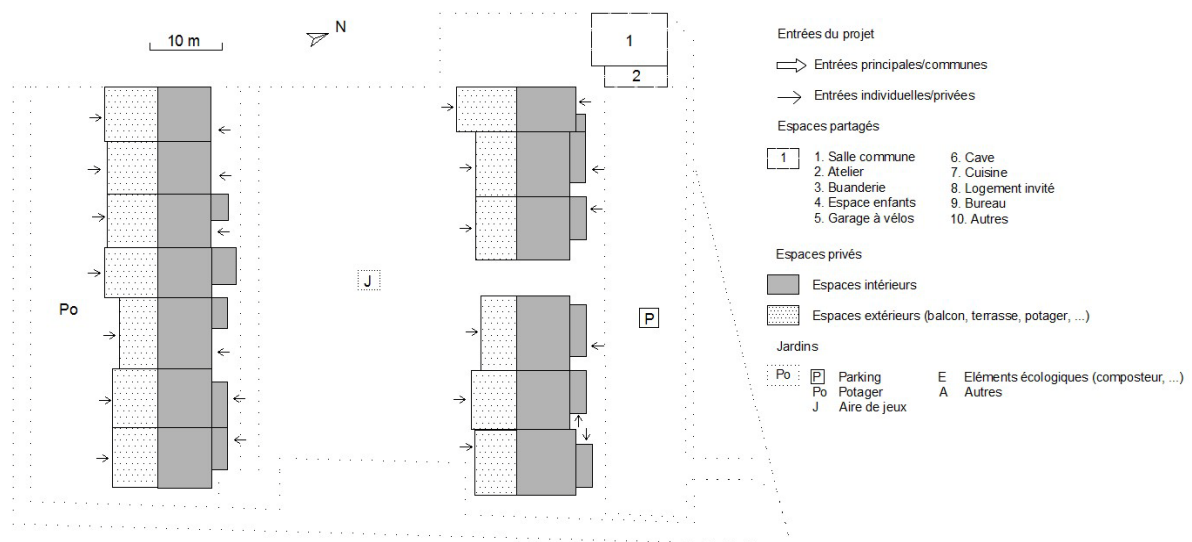 10 m
N
1
2
Po
J
P
Entrées du projet
Entrées principales/communes
Entrées individuelles/privées
Espaces partagés
1
1. Salle commune
2. Atelier
3. Buanderie
4. Espace enfants
5. Garage à vélos
6. Cave
7. Cuisine
8. Logement invité
9. Bureau
10. Autres
Espaces privés
Espaces intérieurs
Espaces extérieurs (balcon, terrasse, potager, ...)
Jardins
Po
P Parking
Po Potager
J Aire de jeux
E Eléments écologiques (composteur, ...)
A Autres